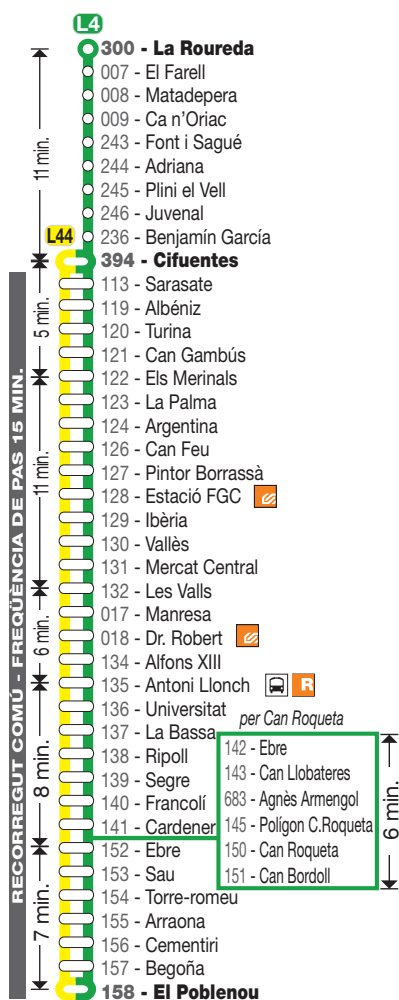 L4
300 - La Roureda
007 - El Farell
008 - Matadepera
009 - Ca n'Oriac
243 - Font i Sagué
244 - Adriana
245 - Plini el Vell
246 - Juvenal
236 - Benjamín García
11 min.
L44
394 - Cifuentes
113 - Sarasate
119 - Albéniz
120 - Turina
121 - Can Gambús
5 min.
122 - Els Merinals
123 - La Palma
124 - Argentina
126 - Can Feu
127 - Pintor Borrassà
128 - Estació FGC
129 - Ibèria
130 - Vallès
131 - Mercat Central
11 min.
132 - Les Valls
017 - Manresa
018 - Dr. Robert
134 - Alfons XIII
6 min.
135 - Antoni Llonch R
136 - Universitat
137 - La Bassa
138 - Ripoll
139 - Segre
140 - Francolí
141 - Cardener
8 min.
per Can Roqueta
142 - Ebre
143 - Can Llobateres
683 - Agnès Armengol
145 - Polígon C.Roqueta
150 - Can Roqueta
151 - Can Bordoll
6 min.
152 - Ebre
153 - Sau
154 - Torre-romeu
155 - Arraona
156 - Cementiri
157 - Begoña
7 min.
158 - El Poblenou
RECORREGUT COMÚ - FREQÜÈNCIA DE PAS 15 MIN.